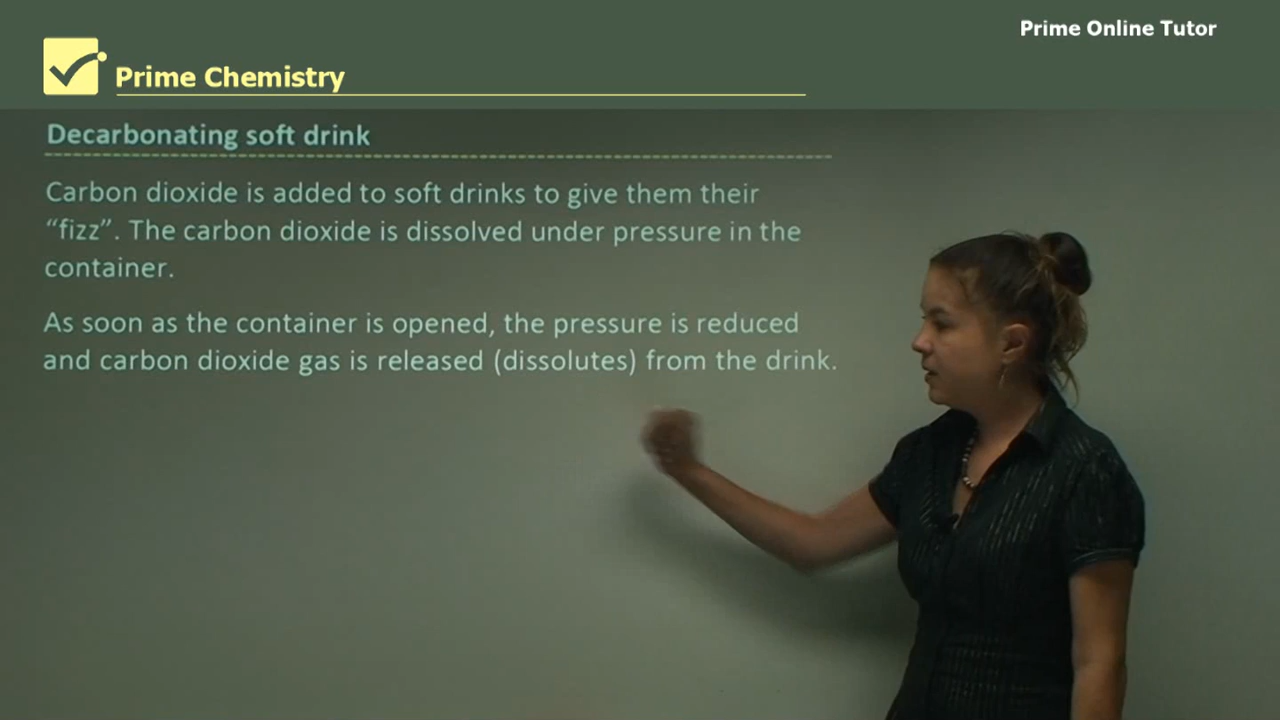 Prime Online Tutor
Prime Chemistry
Decarbonating soft drink
Carbon dioxide is added to soft drinks to give them their
“fizz”. The carbon dioxide is dissolved under pressure in the
container.
As soon as the container is opened, the pressure is reduced
and carbon dioxide gas is released (dissolutes) from the drink.